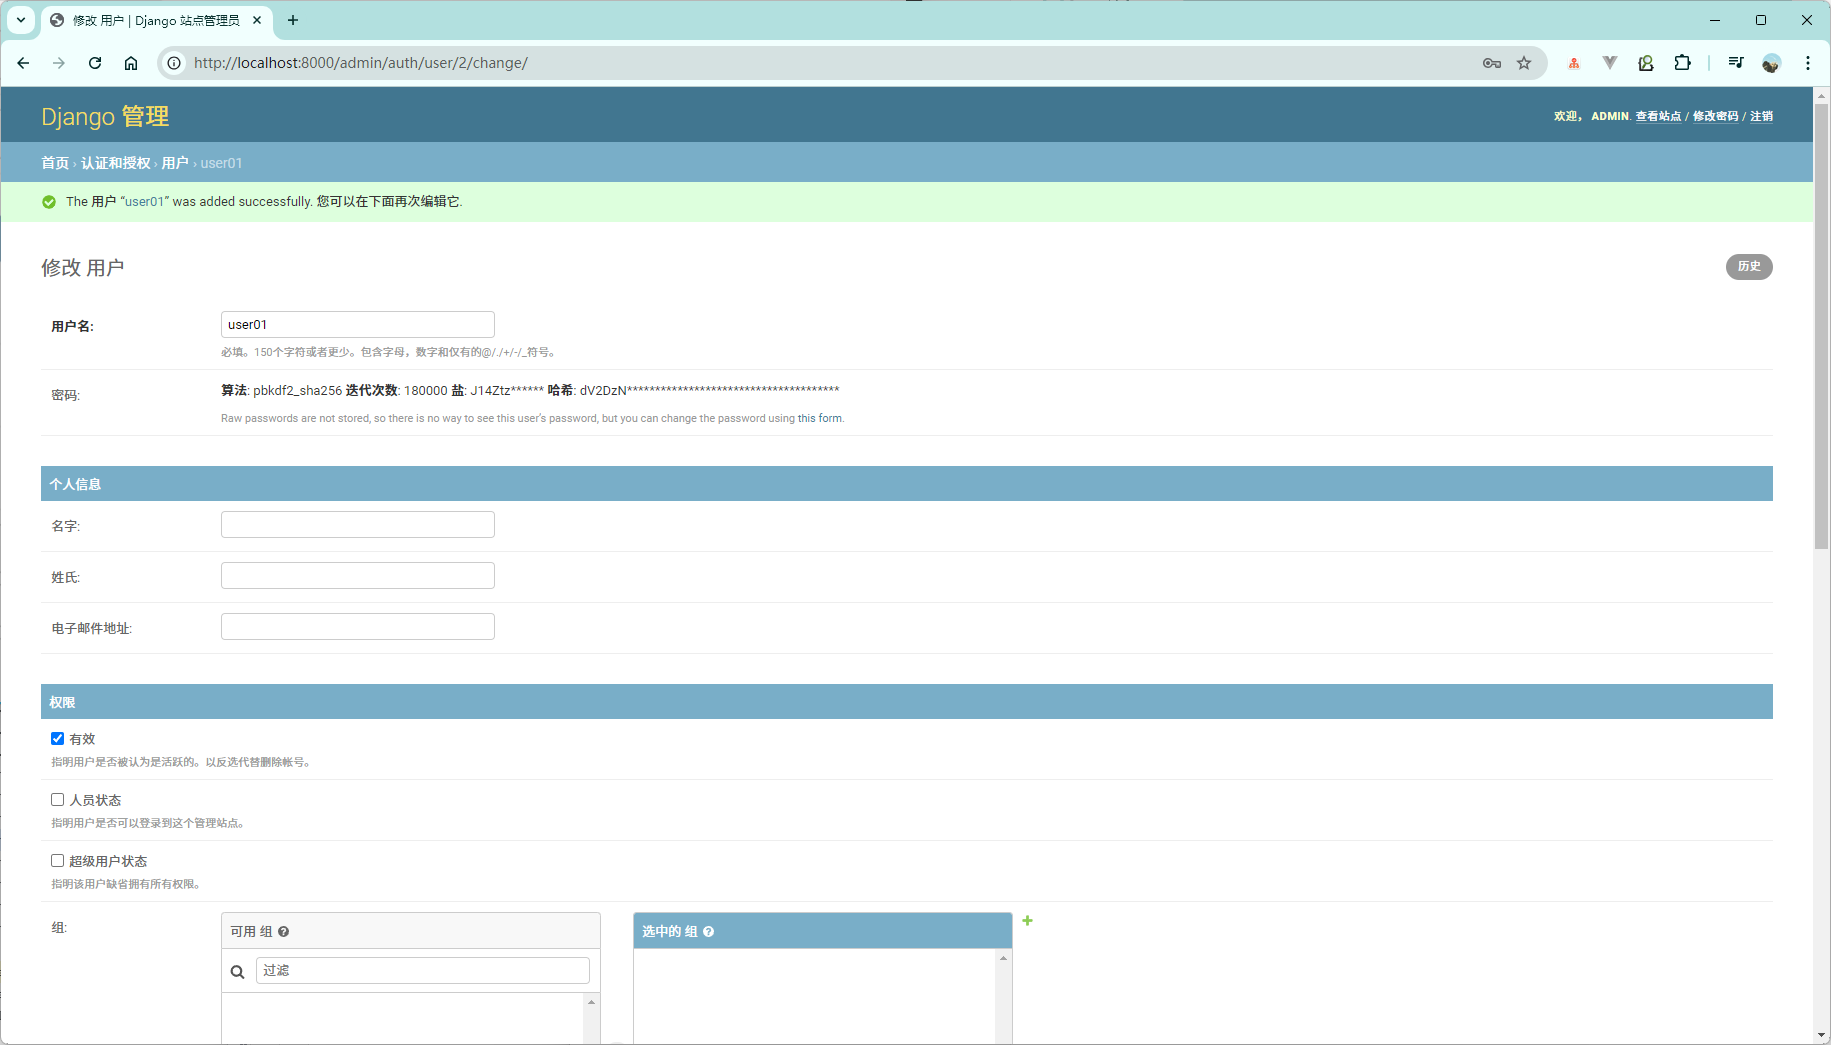 修改 用户 | Django 站点管理员
http://localhost:8000/admin/auth/user/2/change/
Django 管理
欢迎， ADMIN. 查看站点 / 修改密码 / 注销
首页 › 认证和授权 › 用户 › user01
The 用户 “user01” was added successfully. 您可以在下面再次编辑它.
修改 用户
历史
用户名:
user01
必填。150个字符或者更少。包含字母，数字和仅有的@/./+/-/_符号。
密码:
算法: pbkdf2_sha256 迭代次数: 180000 盐: J14Ztz****** 哈希: dV2DzN**************************************
Raw passwords are not stored, so there is no way to see this user’s password, but you can change the password using this form.
个人信息
名字:
姓氏:
电子邮件地址:
权限
有效
指明用户是否被认为是活跃的。以反选代替删除帐号。
人员状态
指明用户是否可以登录到这个管理站点。
超级用户状态
指明该用户缺省拥有所有权限。
组:
可用 组
过滤
选中的 组